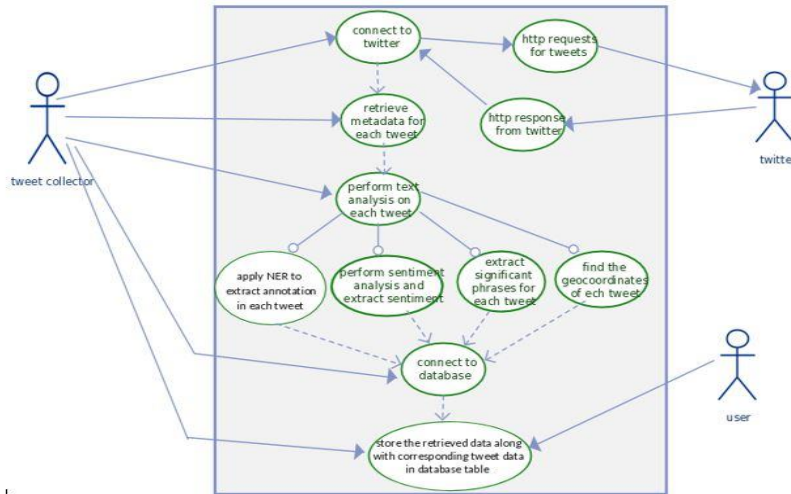 connect to
twitter
http requests
for tweets
retrieve
metadata for
each tweet
http response
from twitter
tweet collector
twitte
perform text
analysis on
each tweet
apply NER to
extract annotation
in each tweet
perform sentiment
analysis and
extract sentiment
extract
significant
phrases for
each tweet
find the
geocoordinates
of ech tweet
connect to
database
user
store the retrieved data along
with corresponding tweet data
in database table